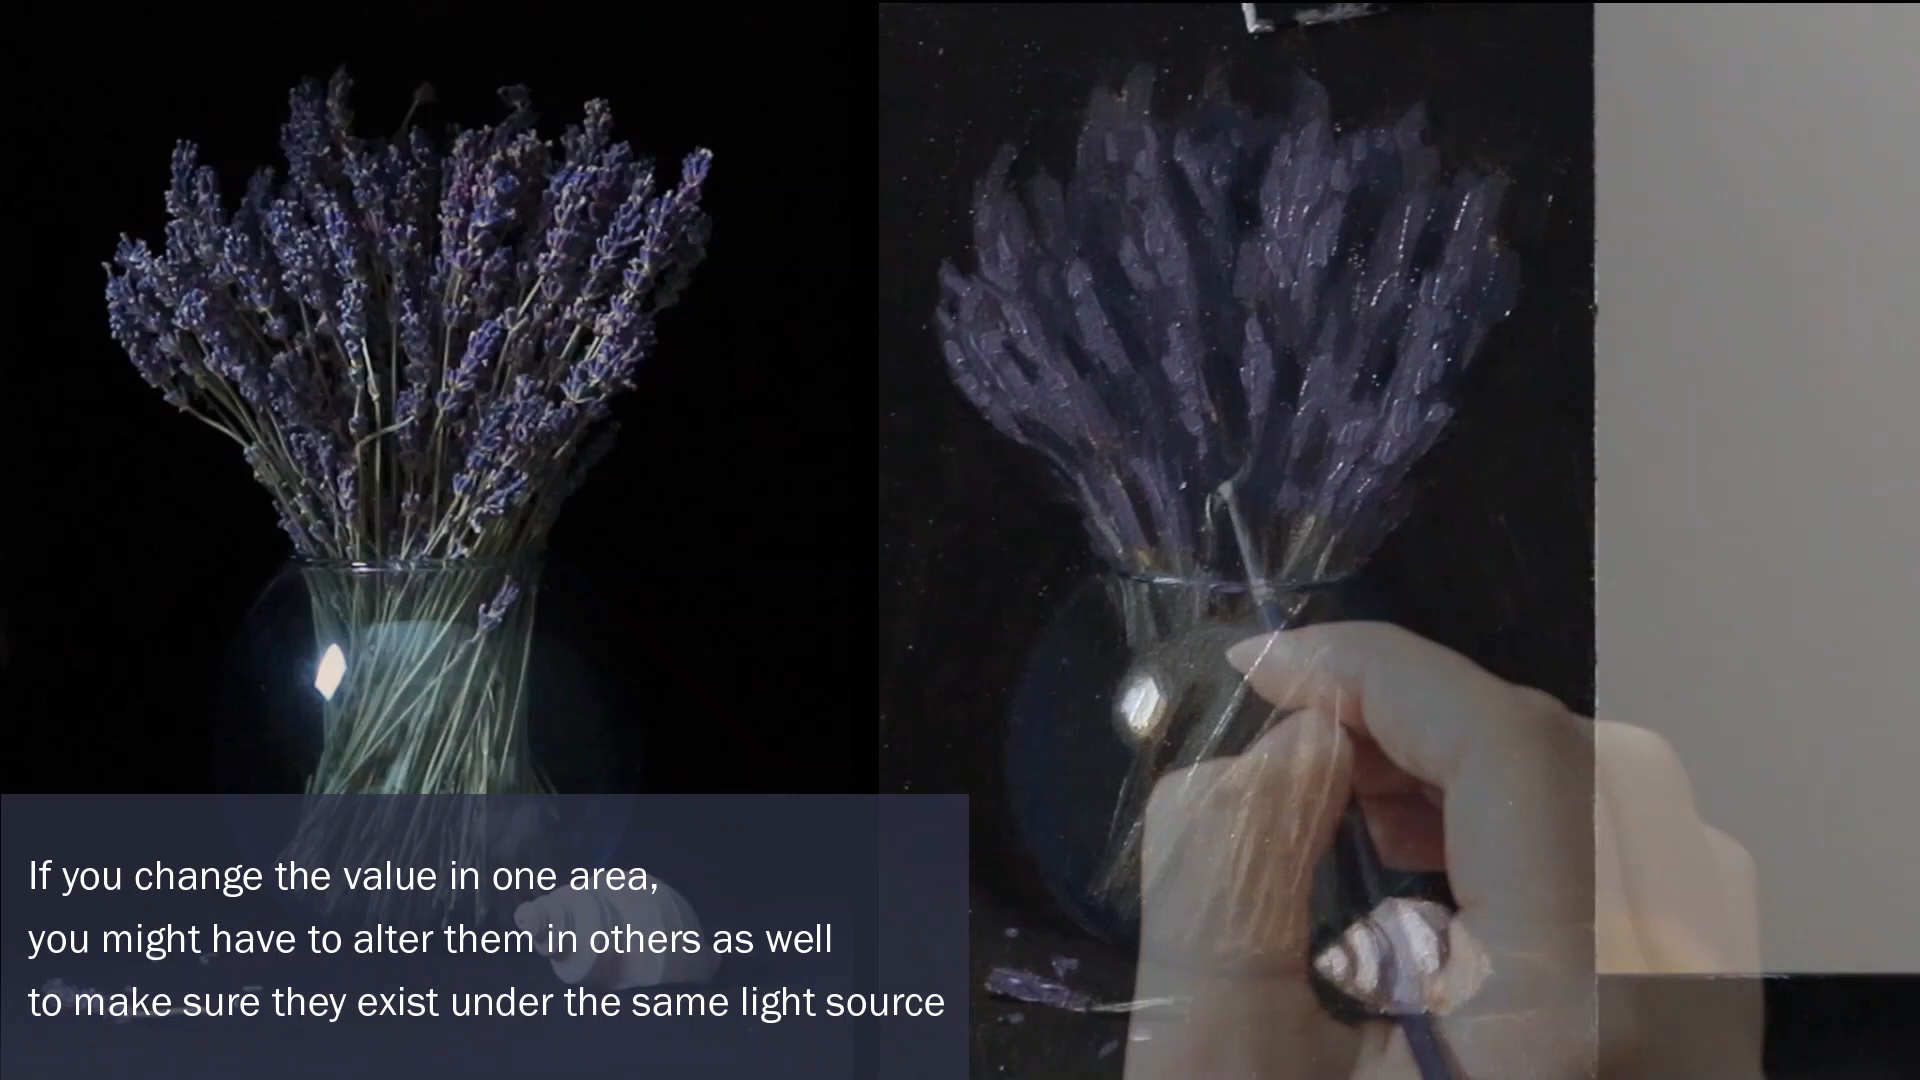 If you change the value in one area,
you might have to alter them in others as well
to make sure they exist under the same light source